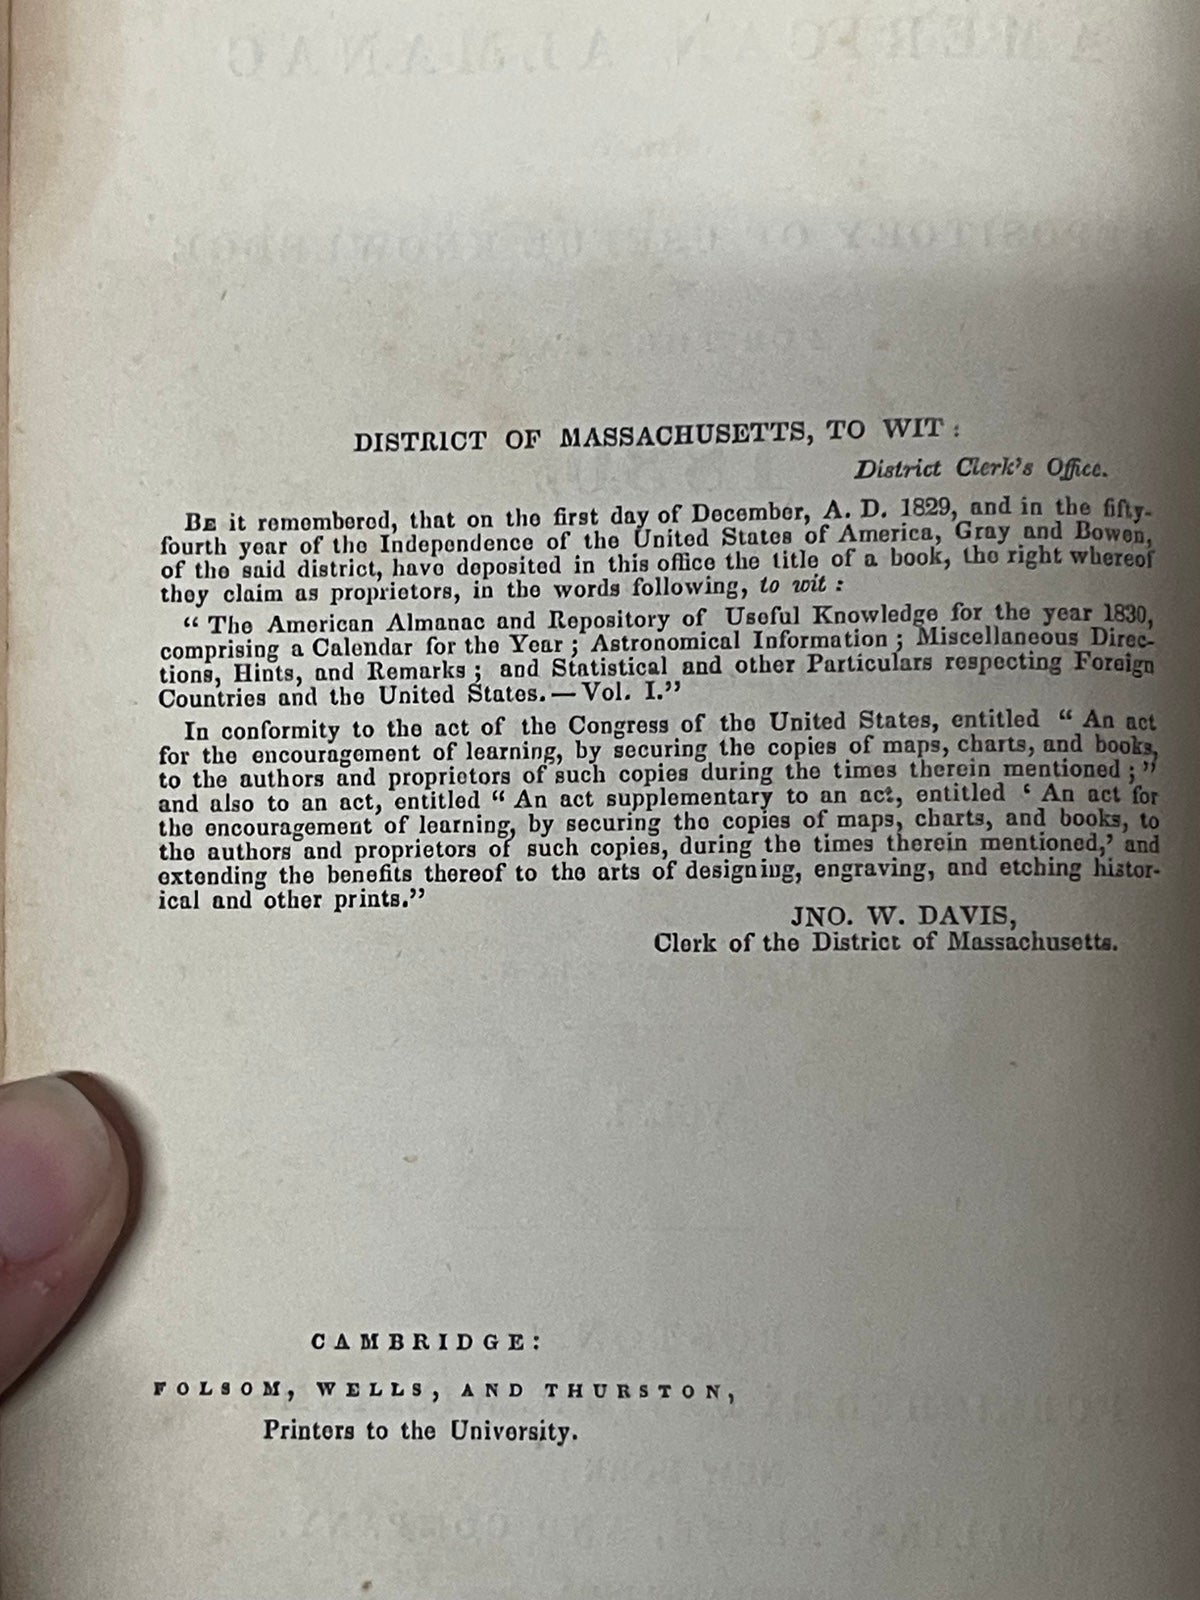 DISTRICT OF MASSACHUSETTS, TO WIT:
District Clerk's Office.
BE it remembered, that on the first day of December, A. D. 1829, and in the fifty-
fourth year of the Independence of the United States of America, Gray and Bowen,
of the said district, have deposited in this office the title of a book, the right whereof
they claim as proprietors, in the words following, to wit:
"The American Almanac and Repository of Useful Knowledge for the year 1830,
comprising a Calendar for the Year; Astronomical Information; Miscellaneous Direc-
tions, Hints, and Remarks; and Statistical and other Particulars respecting Foreign
Countries and the United States.—Vol. I."
In conformity to the act of the Congress of the United States, entitled "An act
for the encouragement of learning, by securing the copies of maps, charts, and books,
to the authors and proprietors of such copies during the times therein mentioned;"
and also to an act, entitled "An act supplementary to an act, entitled 'An act for
the encouragement of learning, by securing the copies of maps, charts, and books, to
the authors and proprietors of such copies, during the times therein mentioned,' and
extending the benefits thereof to the arts of designing, engraving, and etching histor-
ical and other prints."
JNO. W. DAVIS,
Clerk of the District of Massachusetts.
CAMBRIDGE:
FOLSOM, WELLS, AND THURSTON,
Printers to the University.